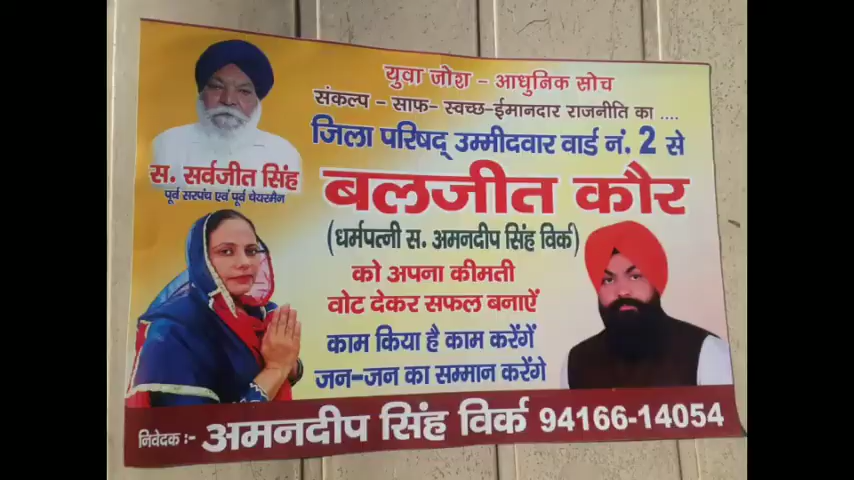 युवा जोश - आधुनिक सोच
संकल्प - साफ- स्वच्छ-ईमानदार राजनीति का ....
जिला परिषद् उम्मीदवार वार्ड नं. 2 से
स. सर्वजीत सिंह
पूर्व सरपंच एवं पूर्व चेयरमैन
बलजीत कौर
(धर्मपत्नी स. अमनदीप सिंह विर्क)
को अपना कीमती
वोट देकर सफल बनाऐं
काम किया है काम करेंगें
जन-जन का सम्मान करेंगे
निवेदक :- अमनदीप सिंह विर्क 94166-14054